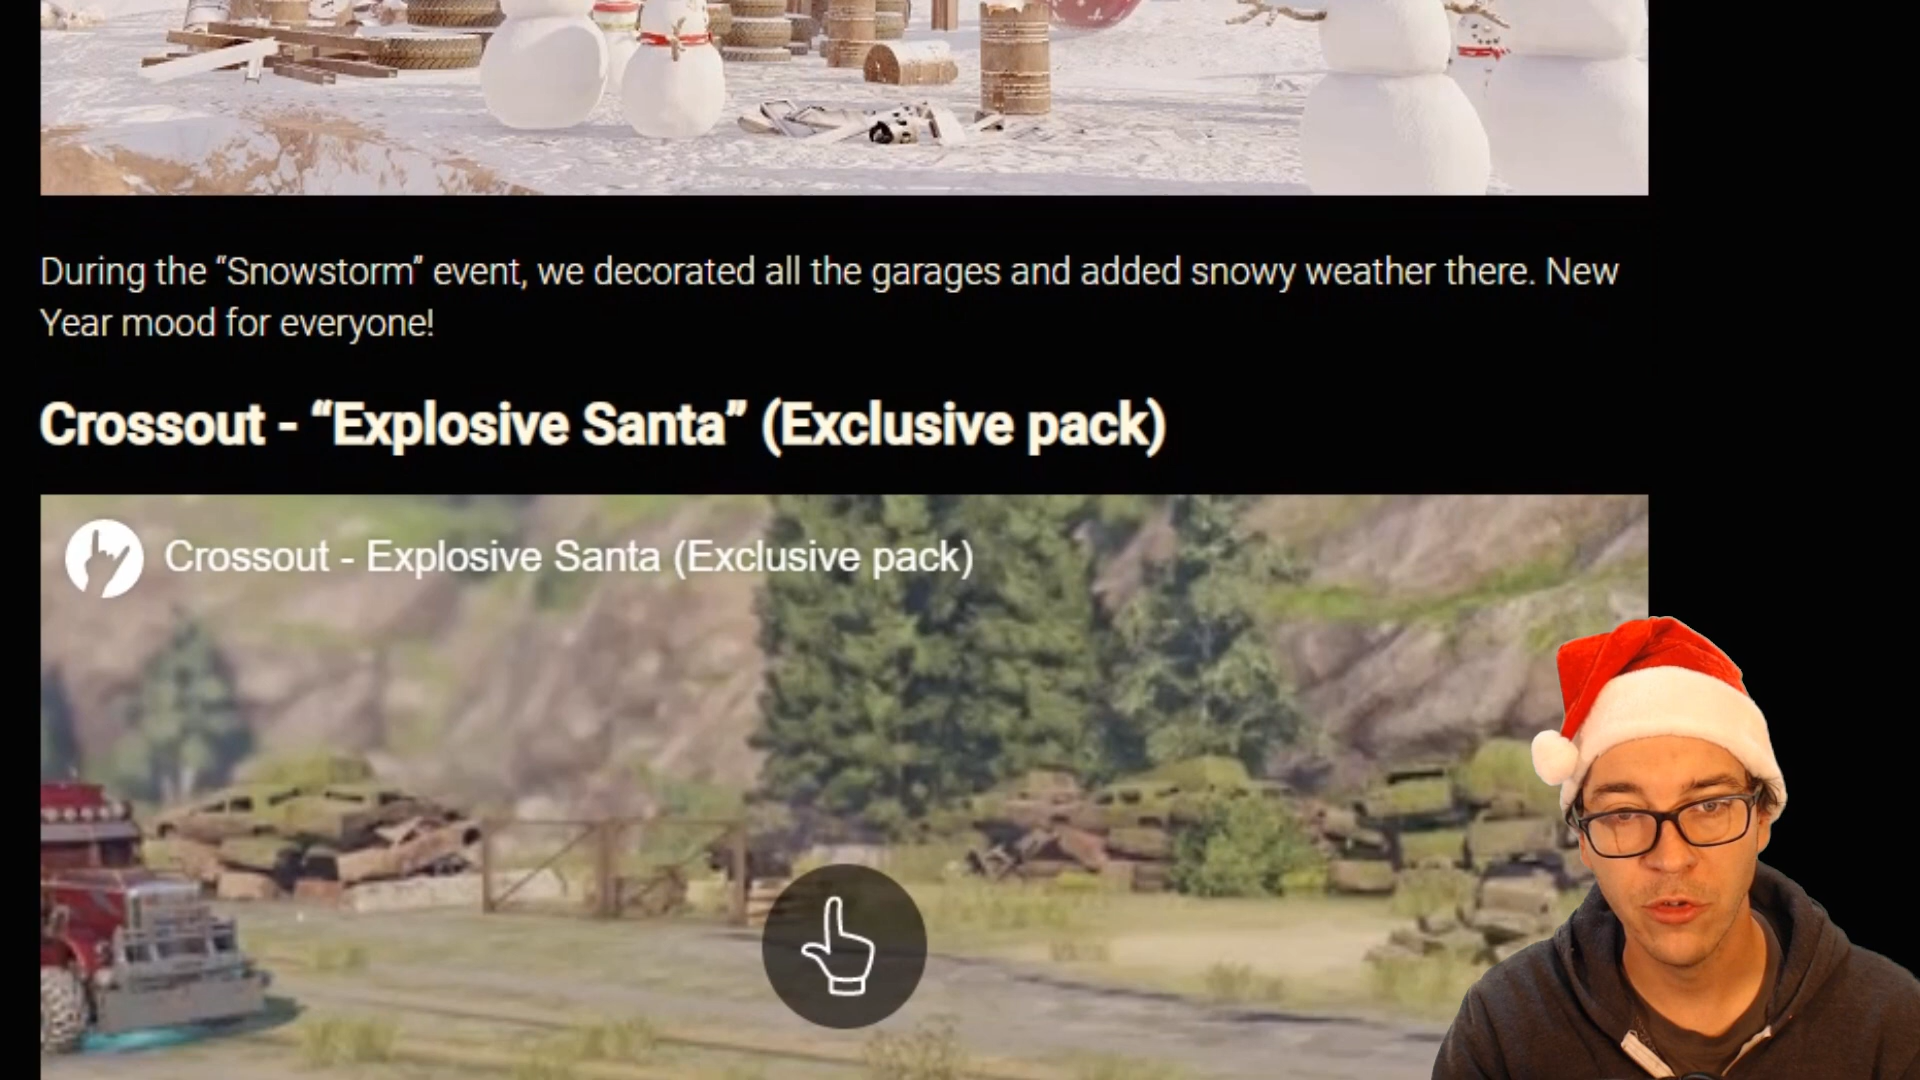 During the “Snowstorm” event, we decorated all the garages and added snowy weather there. New
Year mood for everyone!
Crossout - “Explosive Santa” (Exclusive pack)
Crossout - Explosive Santa (Exclusive pack)